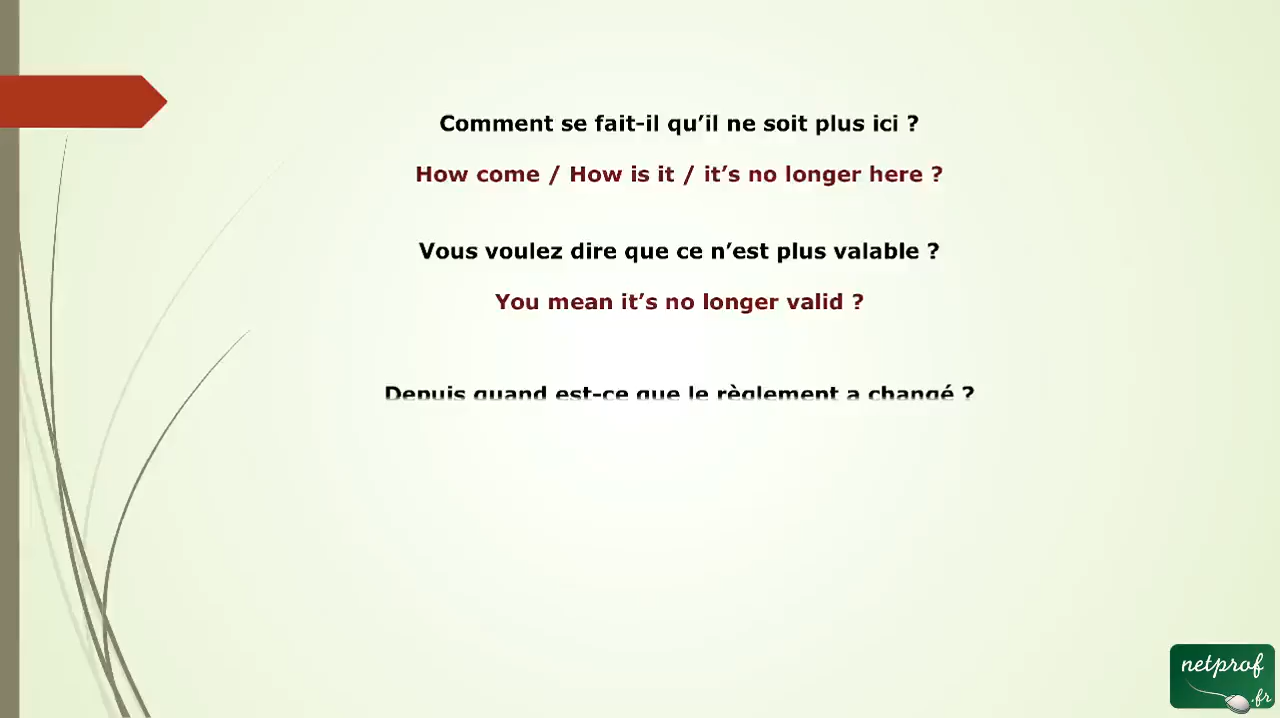 Comment se fait-il qu’il ne soit plus ici ?
How come / How is it / it’s no longer here ?
Vous voulez dire que ce n’est plus valable ?
You mean it’s no longer valid ?
Depuis quand est-ce que le règlement a changé ?
netprof
.fr